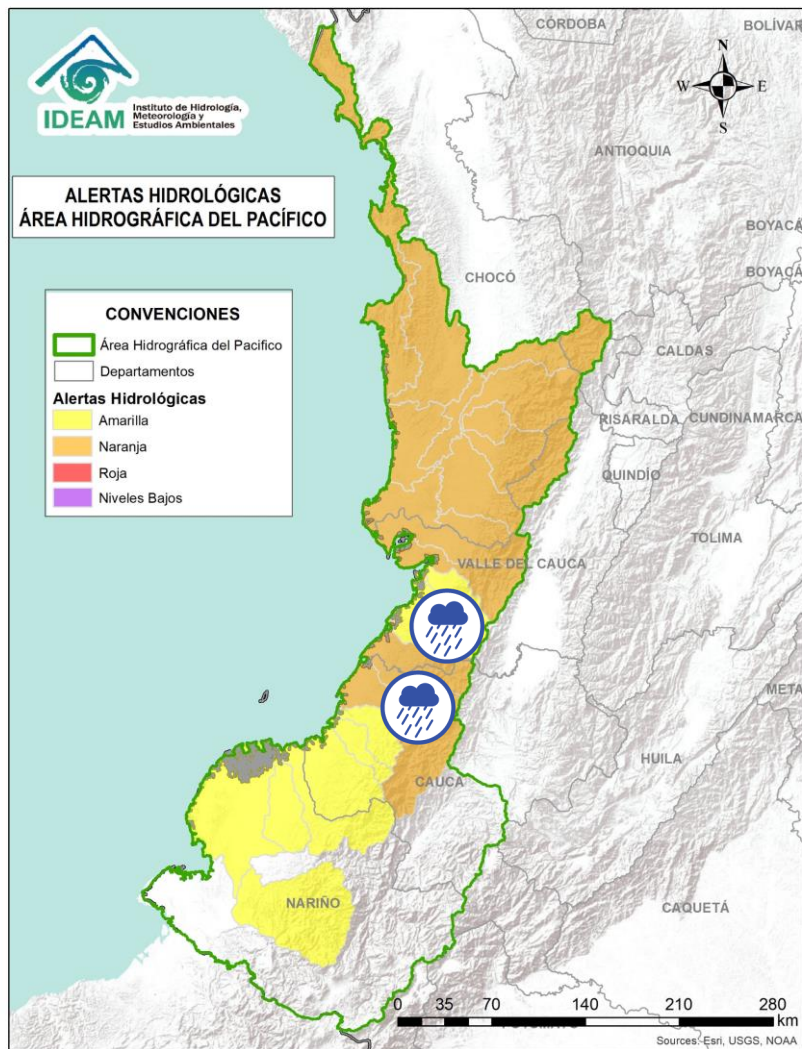 CÓRDOBA
BOLÍVAR
N
W
E
S
IDEAM
Instituto de Hidrología,
Meteorología y
Estudios Ambientales
ANTIOQUIA
ALERTAS HIDROLÓGICAS
ÁREA HIDROGRÁFICA DEL PACÍFICO
BOYACÁ
BOYACÁ
CHOCÓ
CONVENCIONES
Área Hidrográfica del Pacifico
Departamentos
Alertas Hidrológicas
Amarilla
Naranja
Roja
Niveles Bajos
CALDAS
RISARALDA
CUNDINAMARCA
QUINDÍO
TOLIMA
VALLE DEL CAUCA
META
HUILA
CAUCA
NARIÑO
CAQUETÁ
0 35 70 140 210 280
km
Sources: Esri, USGS, NOAA